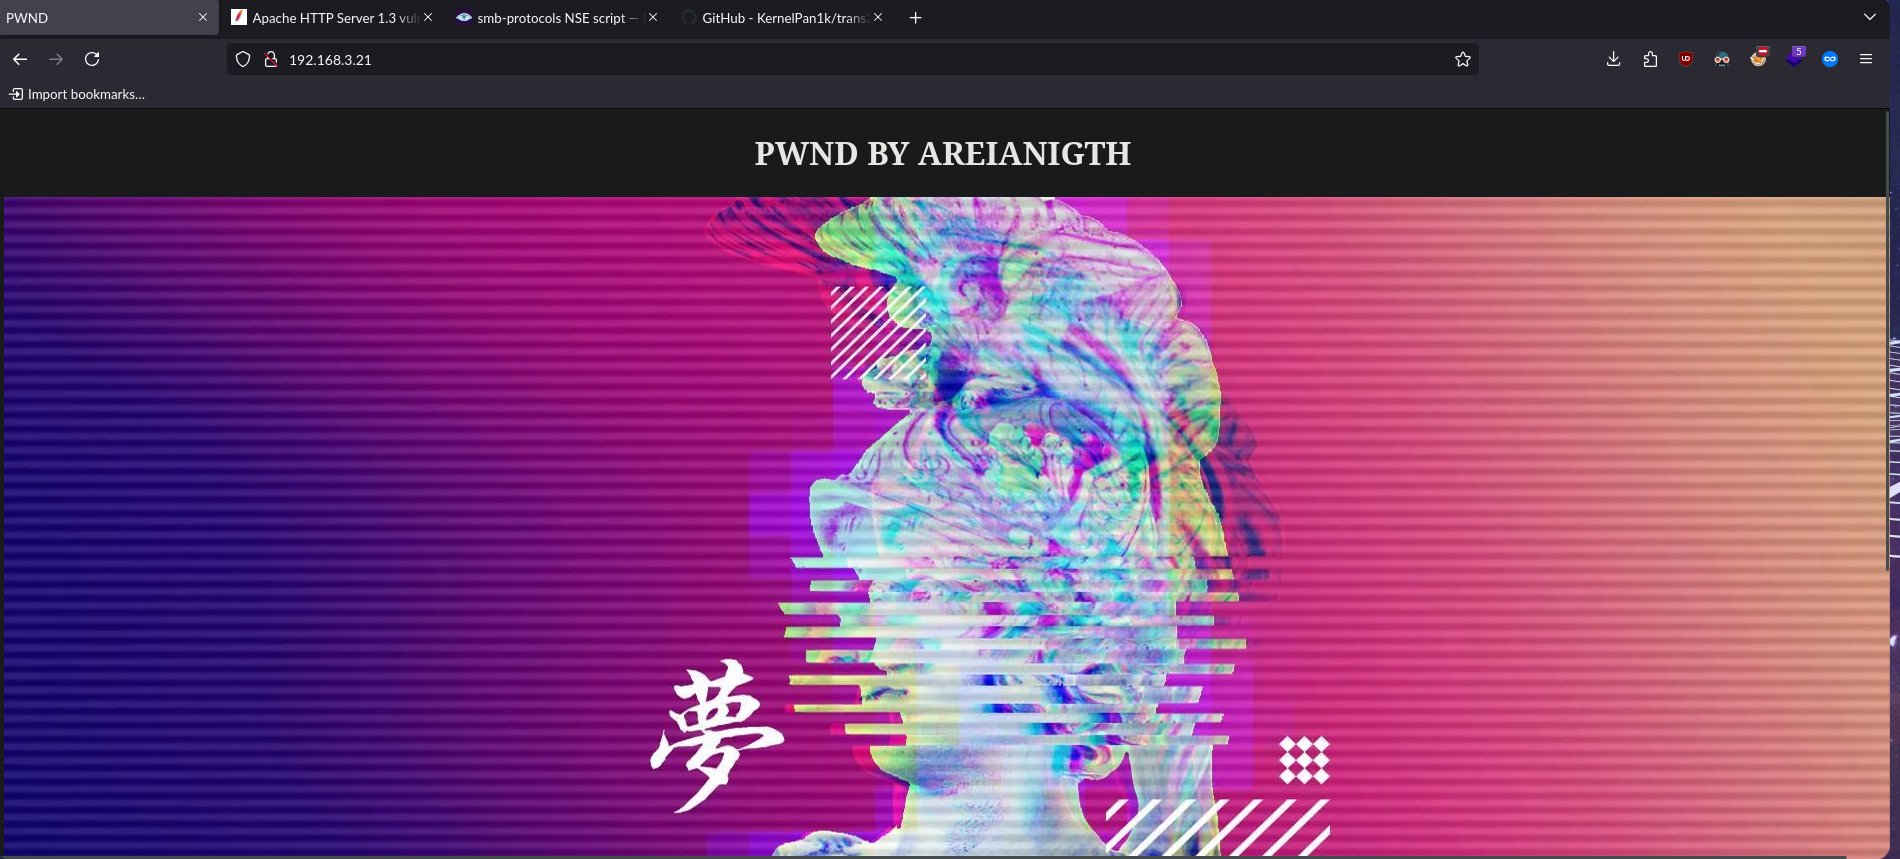 PWND
Apache HTTP Server 1.3 vul
smb-protocols NSE script —
GitHub - KernelPan1k/trans
192.168.3.21
5
Import bookmarks...
PWND BY AREIANIGTH
夢